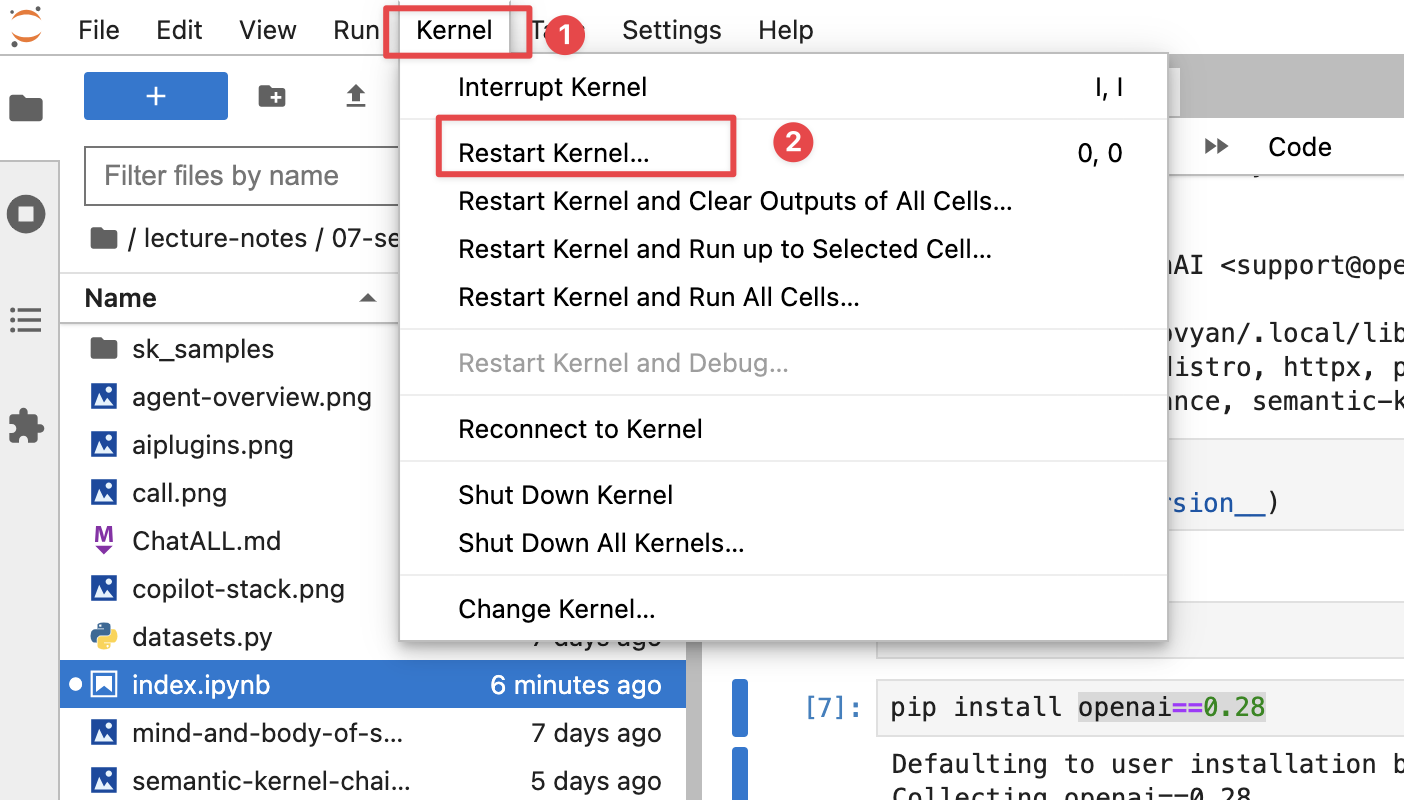 File Edit View Run Kernel 1 Settings Help
Interrupt Kernel I, I
+
Restart Kernel... 2 0, 0
Code
Filter files by name
Restart Kernel and Clear Outputs of All Cells...
/ lecture-notes / 07-se
Restart Kernel and Run up to Selected Cell...
AI <support@ope
Name
Restart Kernel and Run All Cells...
sk_samples
ovyan/.local/lib
Restart Kernel and Debug...
istro, httpx, p
agent-overview.png
ance, semantic-k
aiplugins.png
Reconnect to Kernel
call.png
Shut Down Kernel
rsion__)
ChatALL.md
Shut Down All Kernels...
copilot-stack.png
Change Kernel...
datasets.py
7 days ago
index.ipynb 6 minutes ago
[7]: pip install openai==0.28
mind-and-body-of-s... 7 days ago
Defaulting to user installation b
semantic-kernel-chai... 5 days ago
Collecting openai==0.28